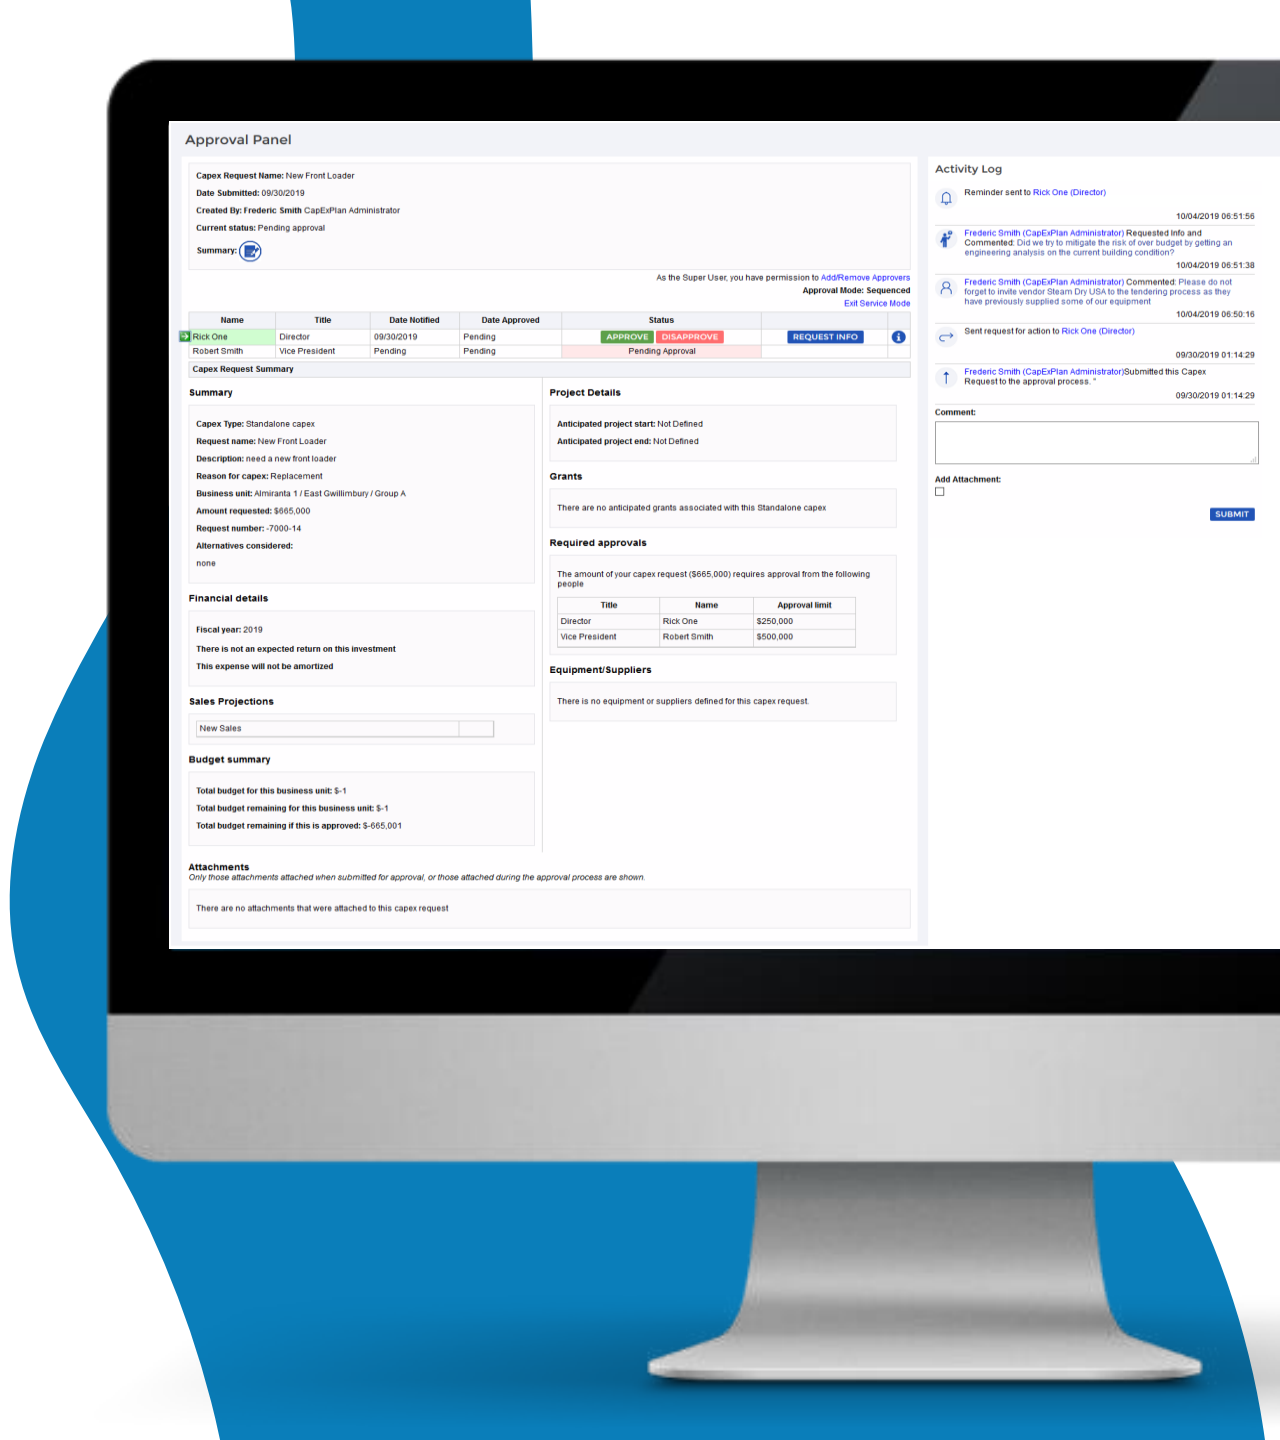 Approval Panel
Capex Request Name: New Front Loader
Date Submitted: 09/30/2019
Created By: Frederic Smith CapExPlan Administrator
Current status: Pending approval
Summary:
As the Super User, you have permission to Add/Remove Approvers
Approval Mode: Sequenced
Exit Service Mode
Name Title Date Notified Date Approved Status
Rick One Director 09/30/2019 Pending APPROVE DISAPPROVE REQUEST INFO
Robert Smith Vice President Pending Pending Pending Approval
Capex Request Summary
Summary
Capex Type: Standalone capex
Request name: New Front Loader
Description: need a new front loader
Reason for capex: Replacement
Business unit: Almiranta 1 / East Gwillimbury / Group A
Amount requested: $665,000
Request number: -7000-14
Alternatives considered:
none
Financial details
Fiscal year: 2019
There is not an expected return on this investment
This expense will not be amortized
Sales Projections
New Sales
Budget summary
Total budget for this business unit: $-1
Total budget remaining for this business unit: $-1
Total budget remaining if this is approved: $-665,001
Project Details
Anticipated project start: Not Defined
Anticipated project end: Not Defined
Grants
There are no anticipated grants associated with this Standalone capex
Required approvals
The amount of your capex request ($665,000) requires approval from the following
people
Title Name Approval limit
Director Rick One $250,000
Vice President Robert Smith $500,000
Equipment/Suppliers
There is no equipment or suppliers defined for this capex request.
Attachments
Only those attachments attached when submitted for approval, or those attached during the approval process are shown.
There are no attachments that were attached to this capex request
Activity Log
Reminder sent to Rick One (Director)
10/04/2019 06:51:56
Frederic Smith (CapExPlan Administrator) Requested Info and
Commented: Did we try to mitigate the risk of over budget by getting an
engineering analysis on the current building condition?
10/04/2019 06:51:38
Frederic Smith (CapExPlan Administrator) Commented: Please do not
forget to invite vendor Steam Dry USA to the tendering process as they
have previously supplied some of our equipment
10/04/2019 06:50:16
Sent request for action to Rick One (Director)
09/30/2019 01:14:29
Frederic Smith (CapExPlan Administrator)Submitted this Capex
Request to the approval process. "
09/30/2019 01:14:29
Comment:
Add Attachment:
SUBMIT